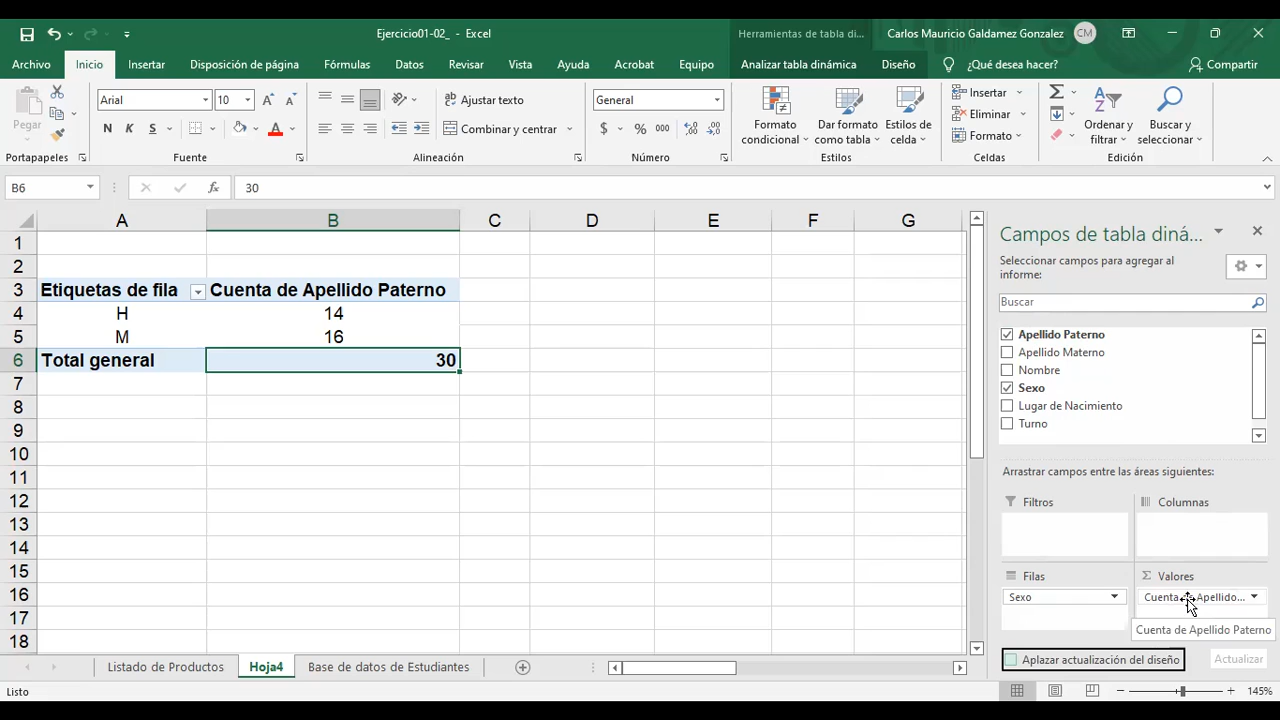 Ejercicio01-02_ - Excel
Herramientas de tabla di...
Carlos Mauricio Galdamez Gonzalez
CM
Archivo
Inicio
Insertar
Disposición de página
Fórmulas
Datos
Revisar
Vista
Ayuda
Acrobat
Equipo
Analizar tabla dinámica
Diseño
¿Qué desea hacer?
Compartir
Pegar
Arial
10
N K S
Ajustar texto
Combinar y centrar
General
$ % 000
Formato condicional
Dar formato como tabla
Estilos de celda
Insertar
Eliminar
Formato
Ordenar y filtrar
Buscar y seleccionar
Portapapeles
Fuente
Alineación
Número
Estilos
Celdas
Edición
B6
fx
30
A B C D E F G
1
2
3 Etiquetas de fila Cuenta de Apellido Paterno
4 H 14
5 M 16
6 Total general 30
7
8
9
10
11
12
13
14
15
16
17
18
Campos de tabla diná...
Seleccionar campos para agregar al
informe:
Buscar
Apellido Paterno
Apellido Materno
Nombre
Sexo
Lugar de Nacimiento
Turno
Arrastrar campos entre las áreas siguientes:
Filtros
Columnas
Filas
Σ Valores
Sexo
Cuenta de Apellido...
Cuenta de Apellido Paterno
Aplazar actualización del diseño
Actualizar
Listado de Productos
Hoja4
Base de datos de Estudiantes
Listo
145%